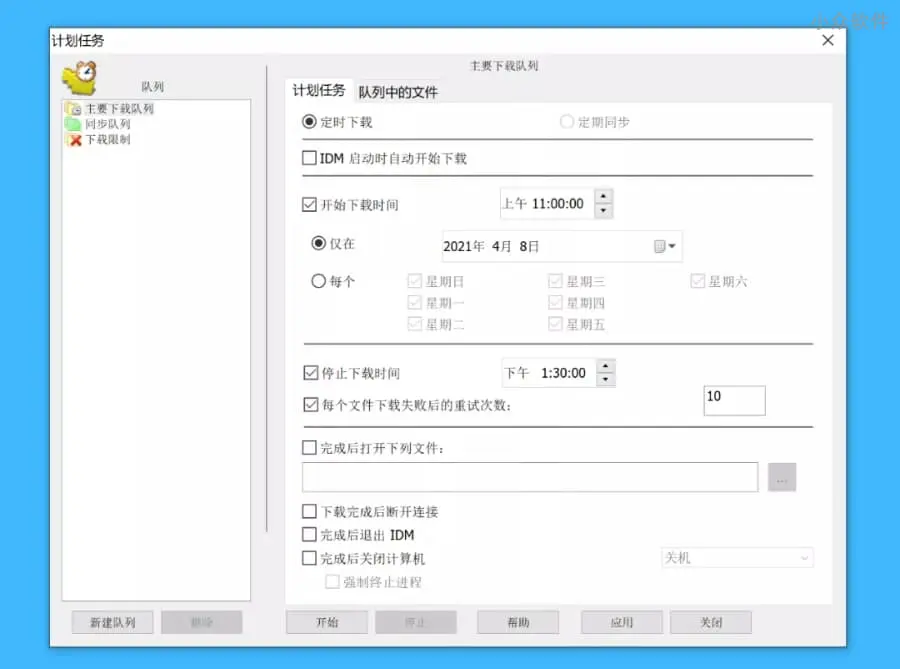 小众软件
计划任务
队列
主要下载队列
同步队列
下载限制
主要下载队列
计划任务 队列中的文件
定时下载 定期同步
IDM 启动时自动开始下载
开始下载时间 上午 11:00:00
仅在 2021年 4月 8日
每个 星期日 星期三 星期六
星期一 星期四
星期二 星期五
停止下载时间 下午 1:30:00
每个文件下载失败后的重试次数: 10
完成后打开下列文件:
...
下载完成后断开连接
完成后退出 IDM
完成后关闭计算机 关机
强制终止进程
新建队列 删除 开始 停止 帮助 应用 关闭